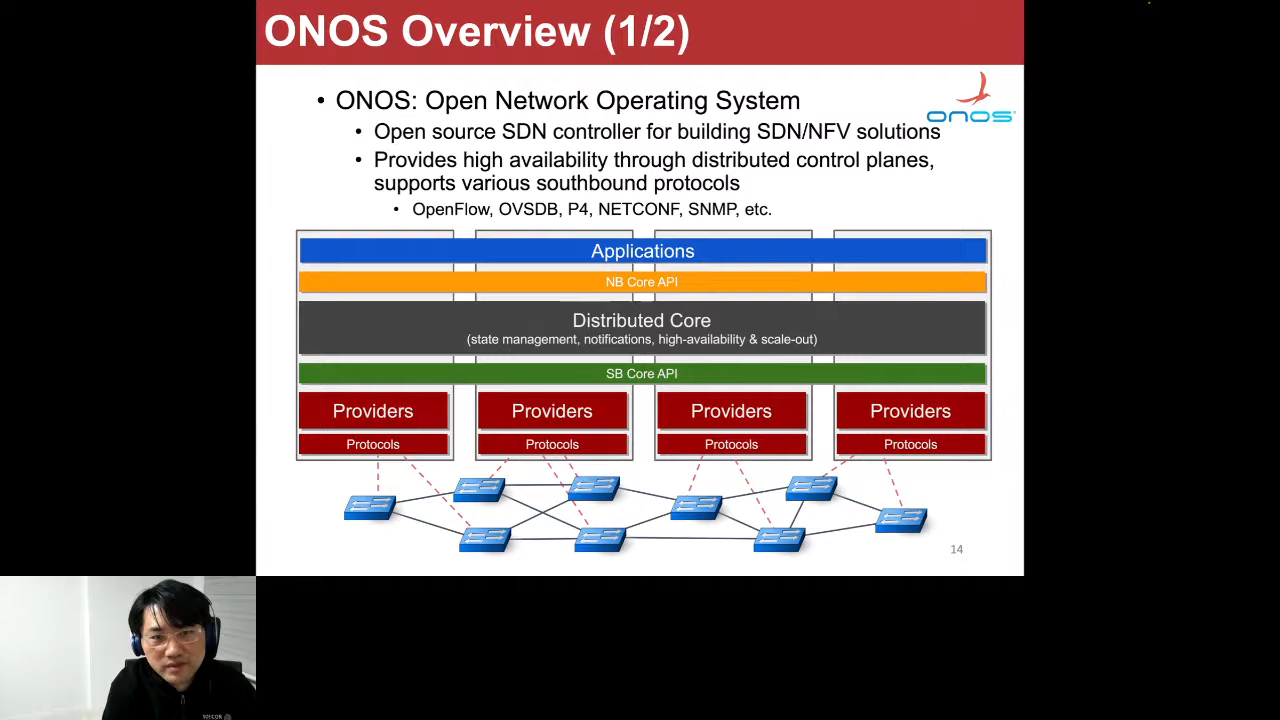 ONOS Overview (1/2)
• ONOS: Open Network Operating System
onos
• Open source SDN controller for building SDN/NFV solutions
• Provides high availability through distributed control planes,
supports various southbound protocols
• OpenFlow, OVSDB, P4, NETCONF, SNMP, etc.
Applications
NB Core API
Distributed Core
(state management, notifications, high-availability & scale-out)
SB Core API
Providers Providers Providers Providers
Protocols Protocols Protocols Protocols
14